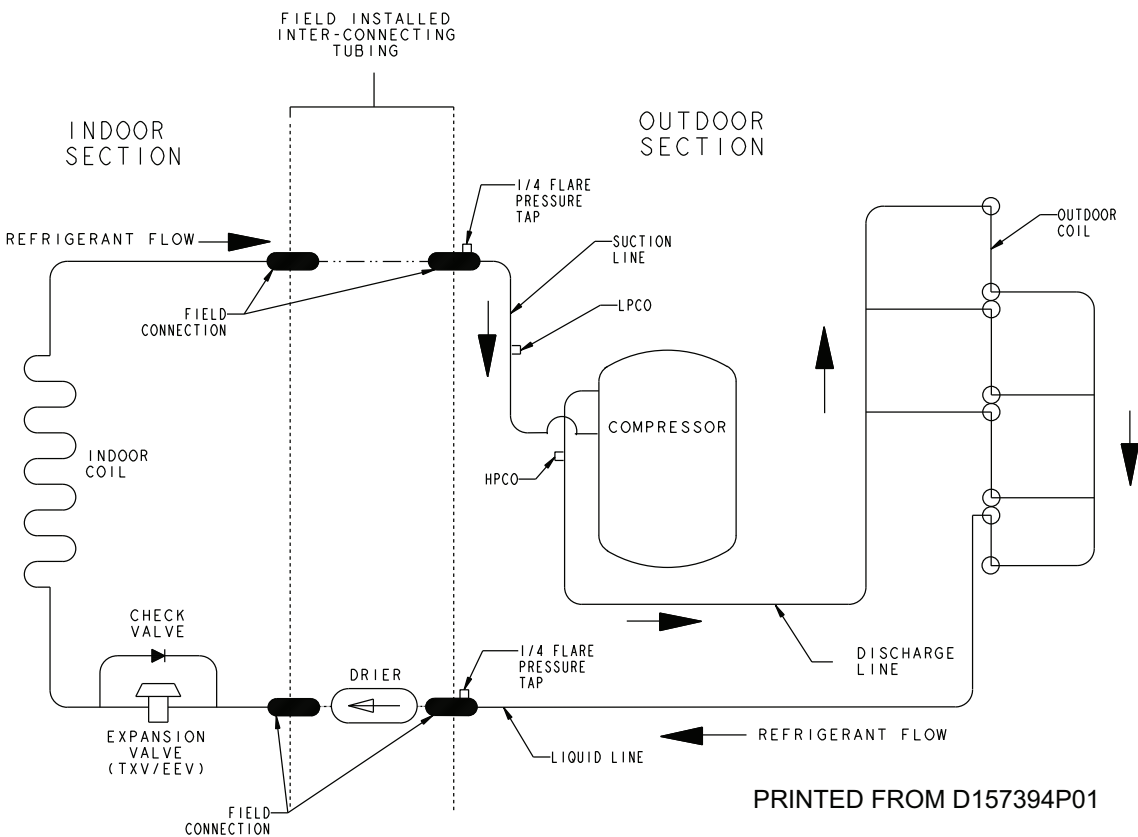 FIELD INSTALLED
INTER-CONNECTING
TUBING
INDOOR
SECTION
OUTDOOR
SECTION
1/4 FLARE
PRESSURE
TAP
OUTDOOR
COIL
REFRIGERANT FLOW
SUCTION
LINE
LPCO
FIELD
CONNECTION
COMPRESSOR
INDOOR
COIL
HPCO
CHECK
VALVE
DRIER
1/4 FLARE
PRESSURE
TAP
DISCHARGE
LINE
EXPANSION
VALVE
(TXV/EEV)
LIQUID LINE
REFRIGERANT FLOW
FIELD
CONNECTION
PRINTED FROM D157394P01